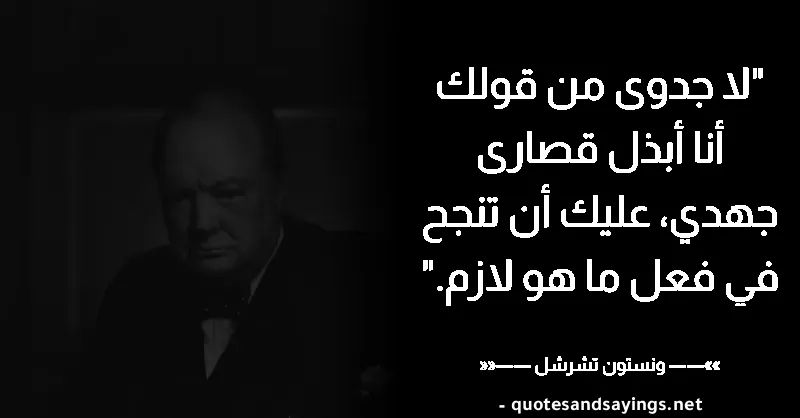 "لا جدوى من قولك
أنا أبذل قصارى
جهدي، عليك أن تنجح
في فعل ما هو لازم."
»——— ونستون تشرشل ———«
- quotesandsayings.net